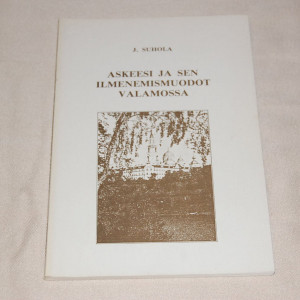 J. SUHOLA
ASKEESI JA SEN
ILMENEMISMUODOT
VALAMOSSA